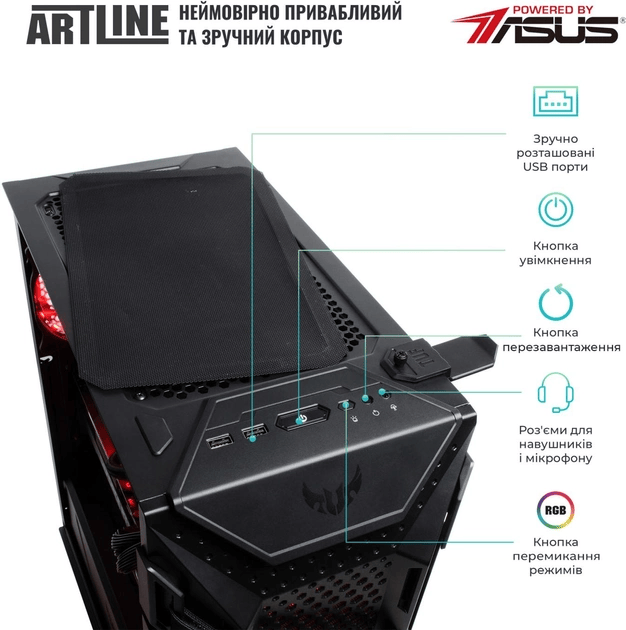 ARTLINE
НЕЙМОВІРНО ПРИВАБЛИВИЙ
ТА ЗРУЧНИЙ КОРПУС
POWERED BY
ASUS
Зручно
розташовані
USB порти
Кнопка
увімкнення
Кнопка
перезавантаження
Роз'єми для
навушників
і мікрофону
RGB
Кнопка
перемикання
режимів
TUF